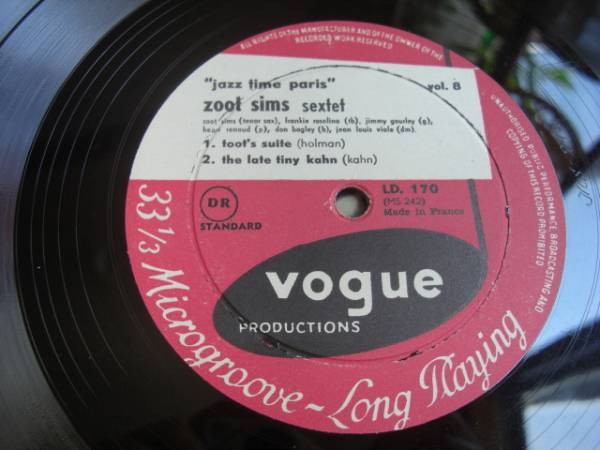 ALL RIGHTS OF THE MANUFACTURER AND OF THE OWNER OF THE
RECORDED WORK RESERVED
"jazz time paris" vol. 8
zoot sims sextet
zoot sims (tenor sax), frankie rosolino (tb), jimmy gourley (g),
henri renaud (p), don bagley (b), jean louis viale (dm).
1. toot's suite (holman)
2. the late tiny kahn (kahn)
DR
STANDARD
LD. 170
(MS 242)
Made in France
vogue
PRODUCTIONS
33 1/3 Microgroove ~ Long Playing
UNAUTHORISED PUBLIC PERFORMANCE, BROADCASTING AND
COPYING OF THIS RECORD PROHIBITED